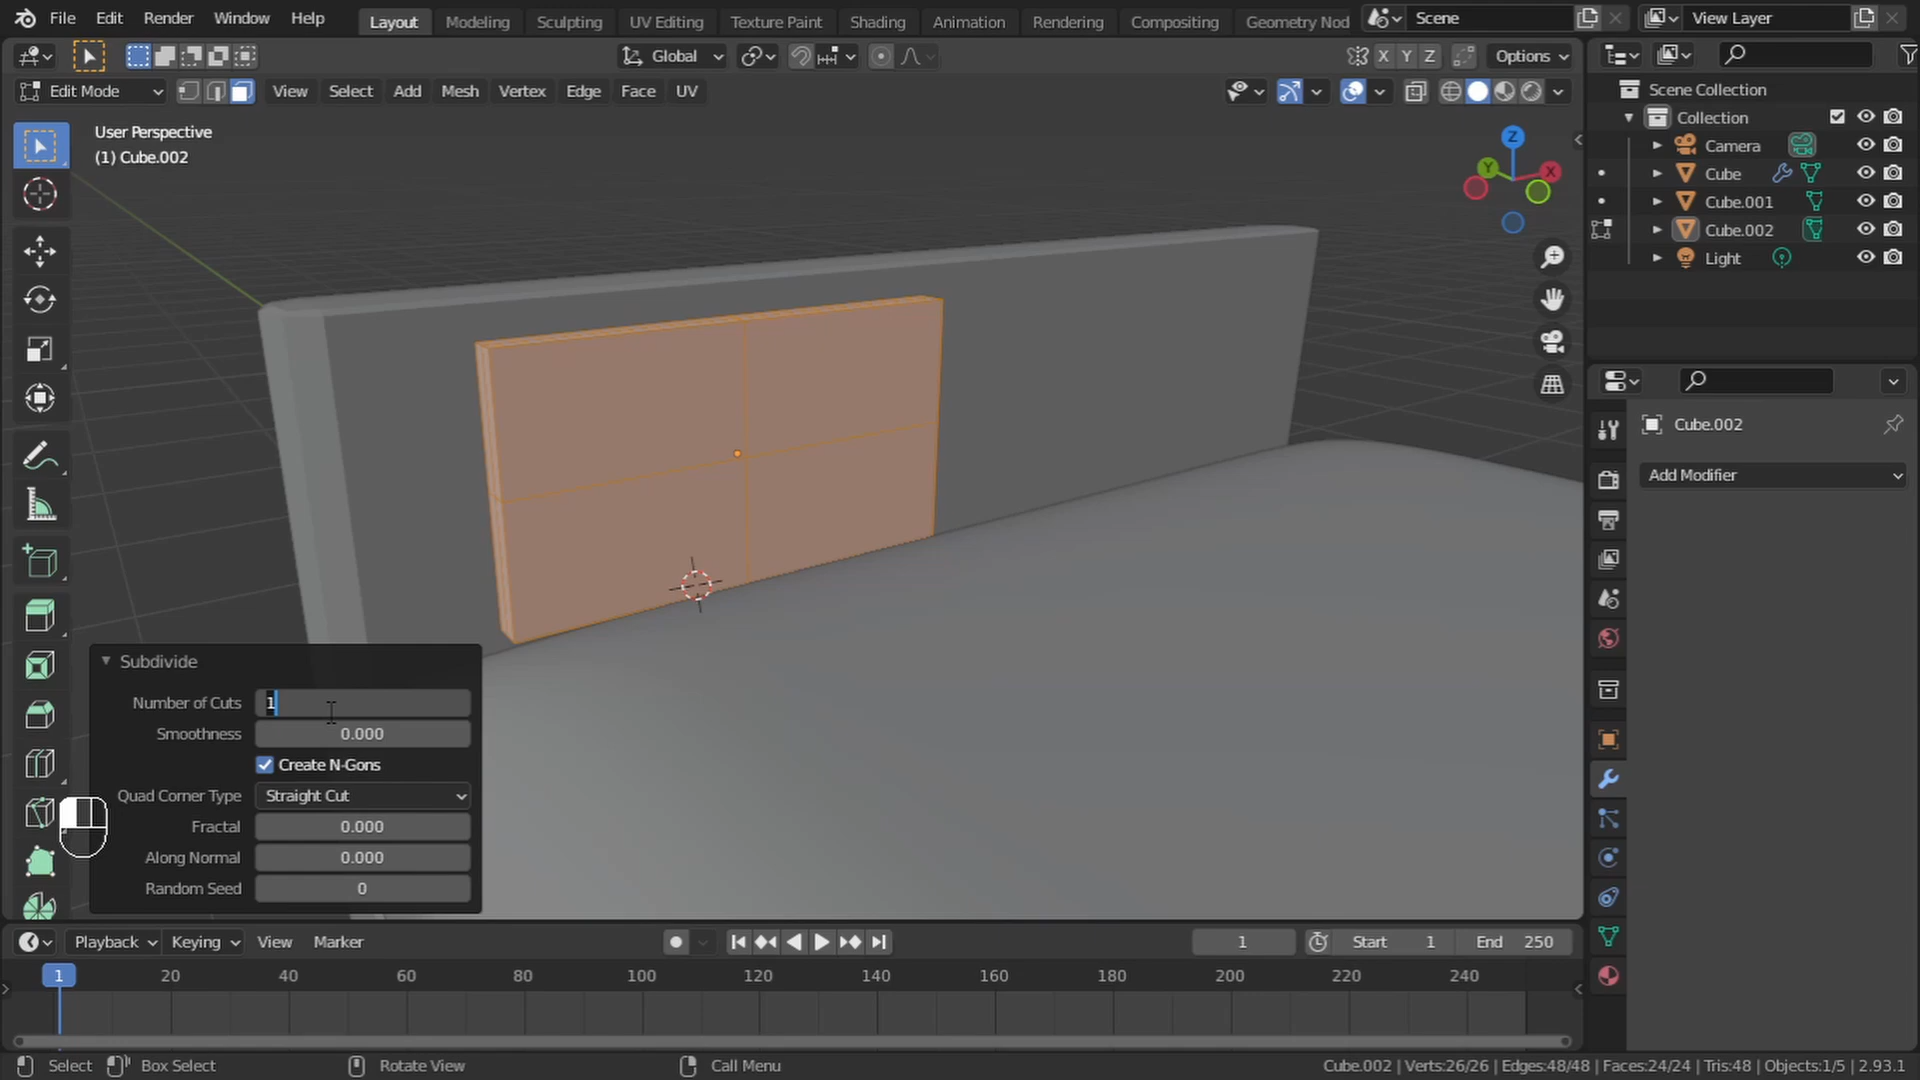 File Edit Render Window Help Layout Modeling Sculpting UV Editing Texture Paint Shading Animation Rendering Compositing Geometry Nod Scene View Layer
Global X Y Z Options
Edit Mode View Select Add Mesh Vertex Edge Face UV
User Perspective
(1) Cube.002
Z
Y
X
Scene Collection
Collection
Camera
Cube
Cube.001
Cube.002
Light
Cube.002
Add Modifier
Subdivide
Number of Cuts 1
Smoothness 0.000
Create N-Gons
Quad Corner Type Straight Cut
Fractal 0.000
Along Normal 0.000
Random Seed 0
Playback Keying View Marker 1 Start 1 End 250
1 20 40 60 80 100 120 140 160 180 200 220 240
Select Box Select Rotate View Call Menu Cube.002 | Verts:26/26 | Edges:48/48 | Faces:24/24 | Tris:48 | Objects:1/5 | 2.93.1